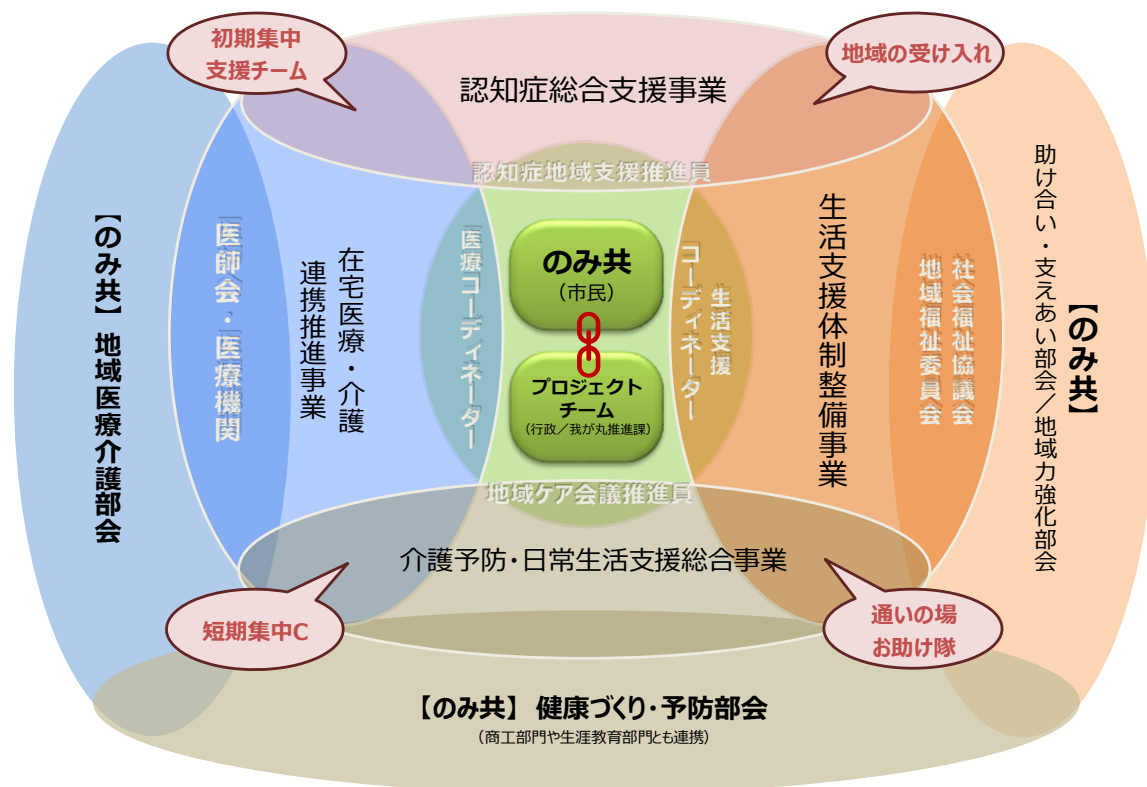 初期集中
支援チーム
地域の受け入れ
認知症総合支援事業
認知症地域支援推進員
【のみ共】地域医療介護部会
医師会・医療機関
在宅医療・介護
連携推進事業
医療コーディネーター
のみ共
（市民）
プロジェクト
チーム
（行政／我が丸推進課）
生活支援
コーディネーター
生活支援体制整備事業
社会福祉協議会
地域福祉委員会
【のみ共】
助け合い・支えあい部会／地域力強化部会
地域ケア会議推進員
介護予防・日常生活支援総合事業
短期集中C
通いの場
お助け隊
【のみ共】健康づくり・予防部会
（商工部門や生涯教育部門とも連携）